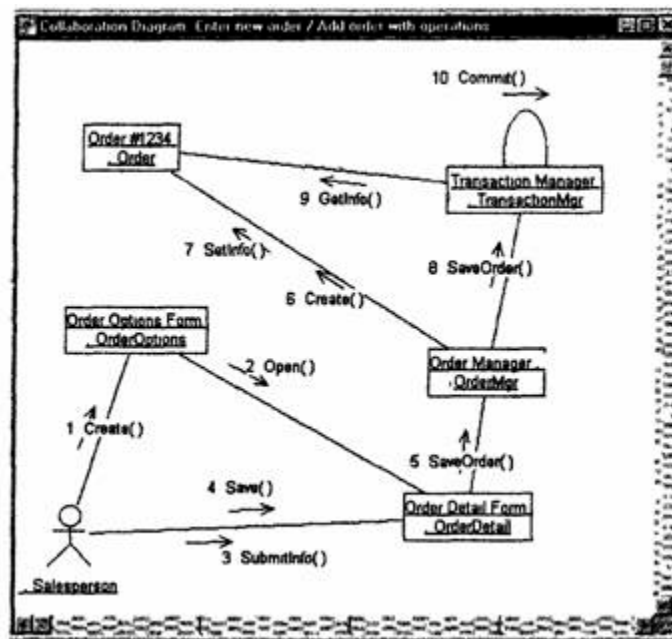 Collaboration Diagram: Enter new order / Add order with operations
10 Commit()
Order #1234
: Order
Transaction Manager
: TransactionMgr
9 GetInfo()
7 SetInfo()
8 SaveOrder()
6 Create()
Order Options Form
: OrderOptions
2 Open()
Order Manager
: OrderMgr
1 Create()
5 SaveOrder()
4 Save()
Order Detail Form
: OrderDetail
3 SubmitInfo()
: Salesperson